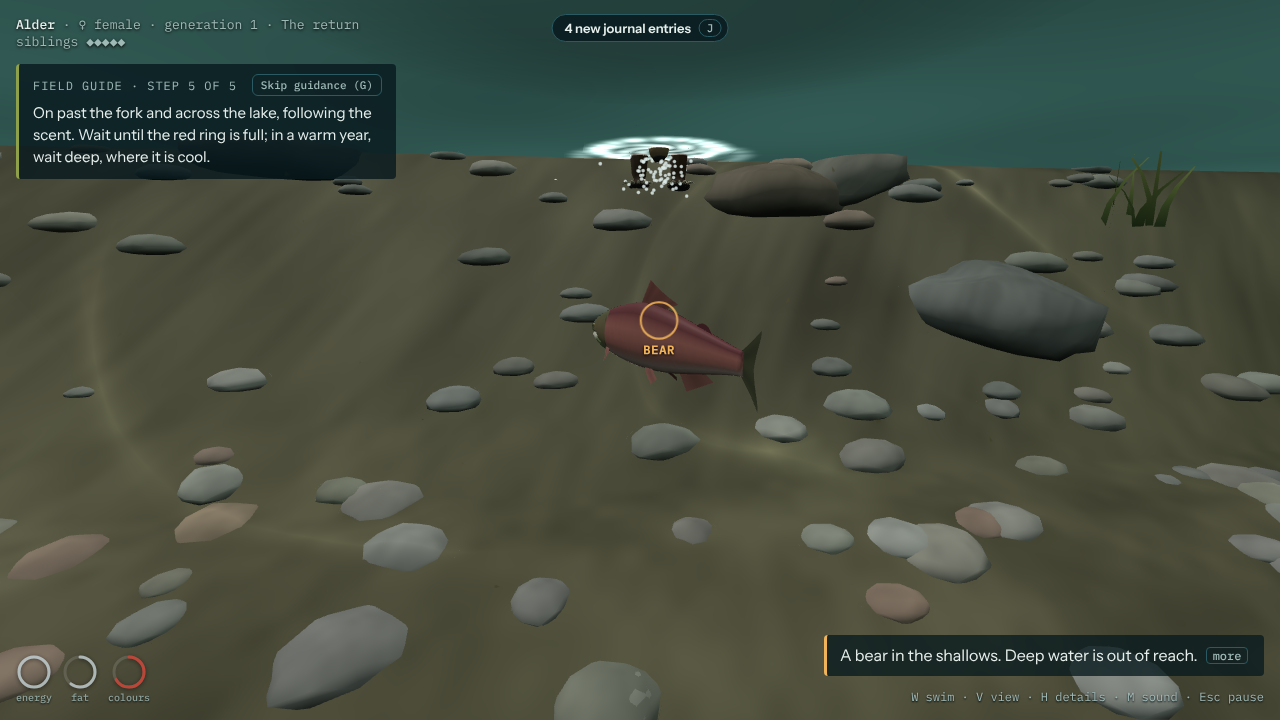 Alder · ♀ female · generation 1 · The return
siblings ◆◆◆◆◆
4 new journal entries J
FIELD GUIDE · STEP 5 OF 5 Skip guidance (G)
On past the fork and across the lake, following the
scent. Wait until the red ring is full; in a warm year,
wait deep, where it is cool.
BEAR
A bear in the shallows. Deep water is out of reach. more
energy fat colours
W swim · V view · H details · M sound · Esc pause